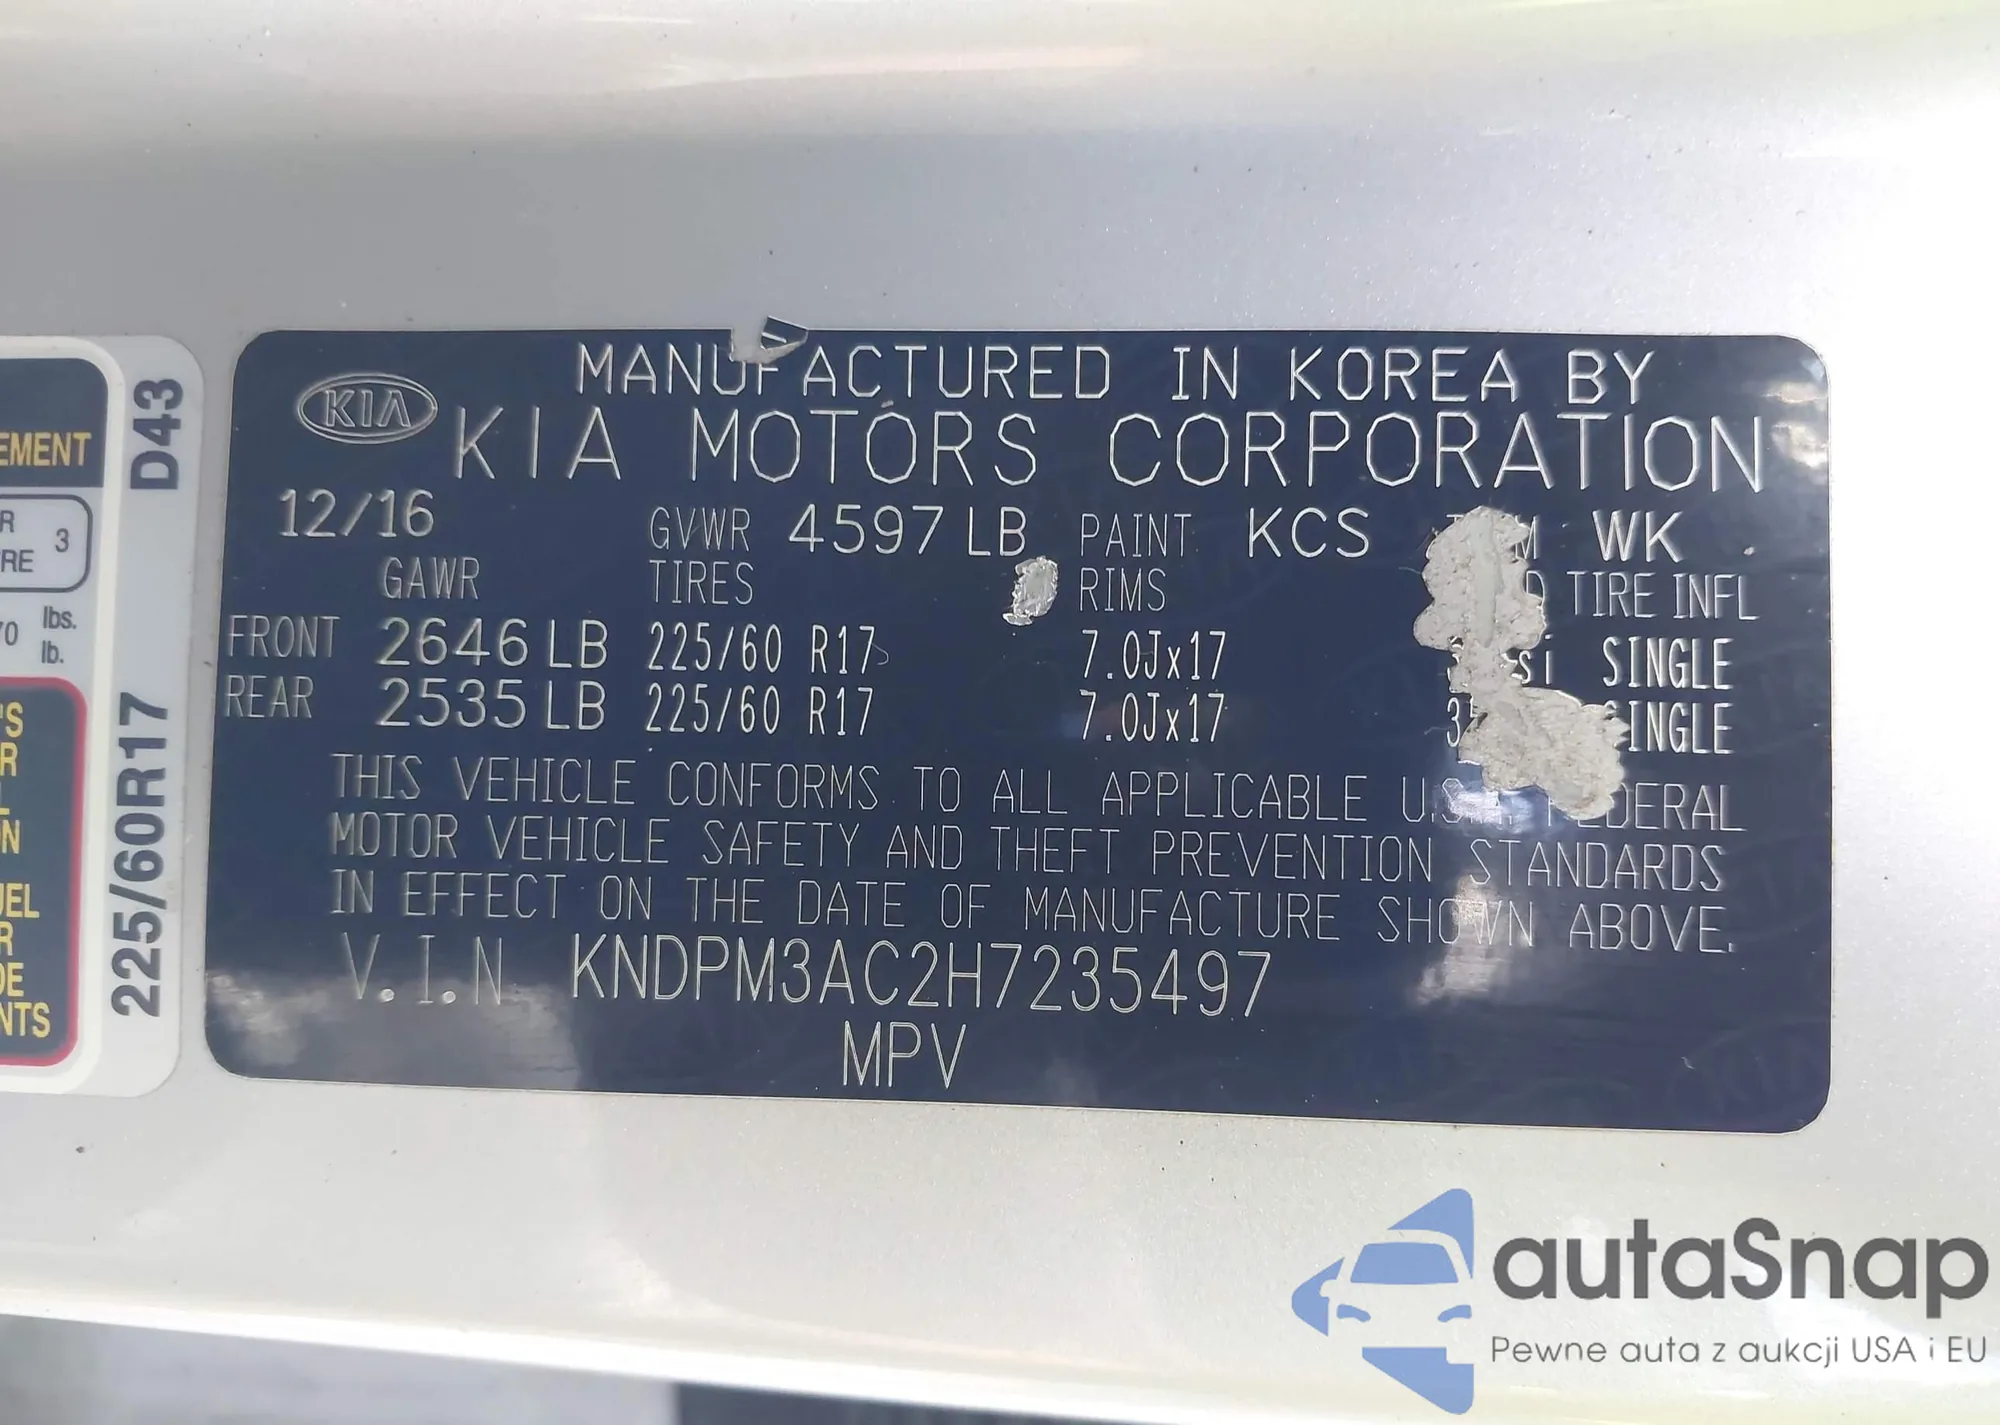 MANUFACTURED IN KOREA BY
KIA KIA MOTORS CORPORATION
12/16 GVWR 4597 LB PAINT KCS WK
GAWR TIRES RIMS TIRE INFL
FRONT 2646 LB 225/60 R17 7.0Jx17 SINGLE
REAR 2535 LB 225/60 R17 7.0Jx17 SINGLE
THIS VEHICLE CONFORMS TO ALL APPLICABLE U.S.A. FEDERAL
MOTOR VEHICLE SAFETY AND THEFT PREVENTION STANDARDS
IN EFFECT ON THE DATE OF MANUFACTURE SHOWN ABOVE.
V.I.N KNDPM3AC2H7235497
MPV
D43
225/60R17
3
lbs.
lb.
autaSnap
Pewne auta z aukcji USA i EU